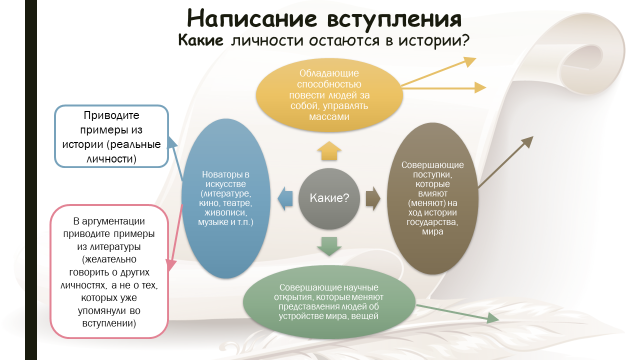 Написание вступления
Какие личности остаются в истории?
Обладающие
способностью
повести людей за
собой, управлять
массами
Приводите
примеры из
истории (реальные
личности)
Новаторы в
искусстве
(литературе,
кино, театре,
живописи,
музыке и т.п.)
Какие?
Совершающие
поступки,
которые
влияют
(меняют) на
ход истории
государства,
мира
В аргументации
приводите примеры
из литературы
(желательно
говорить о других
личностях, а не о тех,
которых уже
упомянули во
вступлении)
Совершающие научные
открытия, которые меняют
представления людей об
устройстве мира, вещей